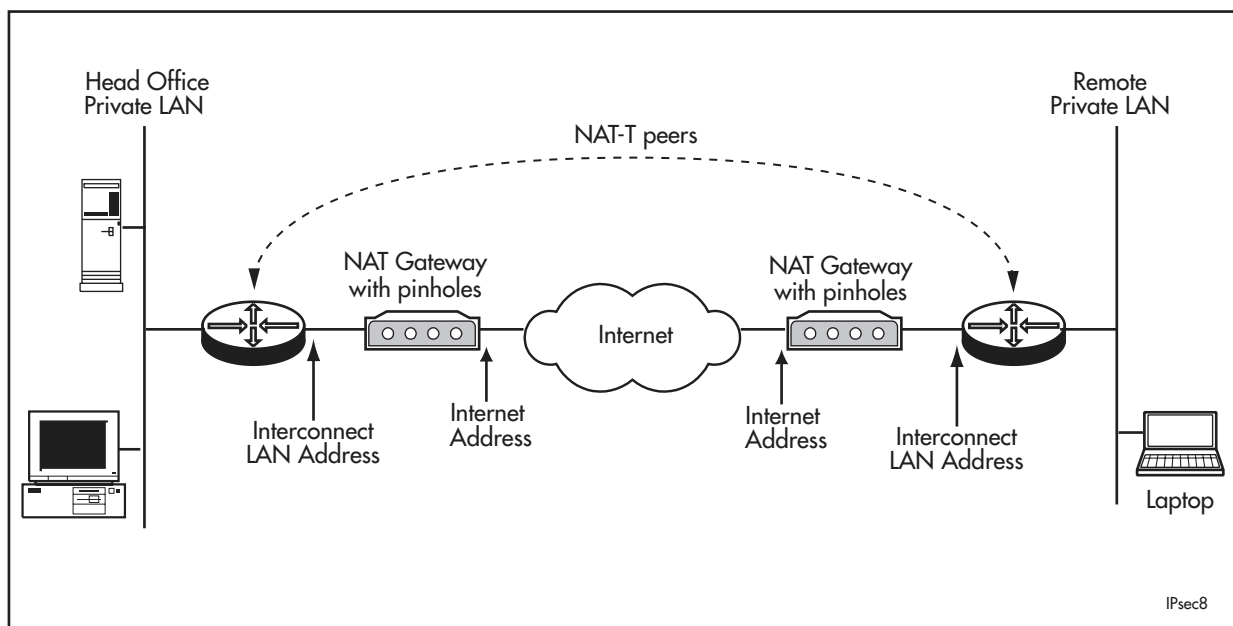 Head Office
Private LAN
Remote
Private LAN
NAT-T peers
NAT Gateway
with pinholes
NAT Gateway
with pinholes
Internet
Interconnect
LAN Address
Internet
Address
Internet
Address
Interconnect
LAN Address
Laptop
IPsec8